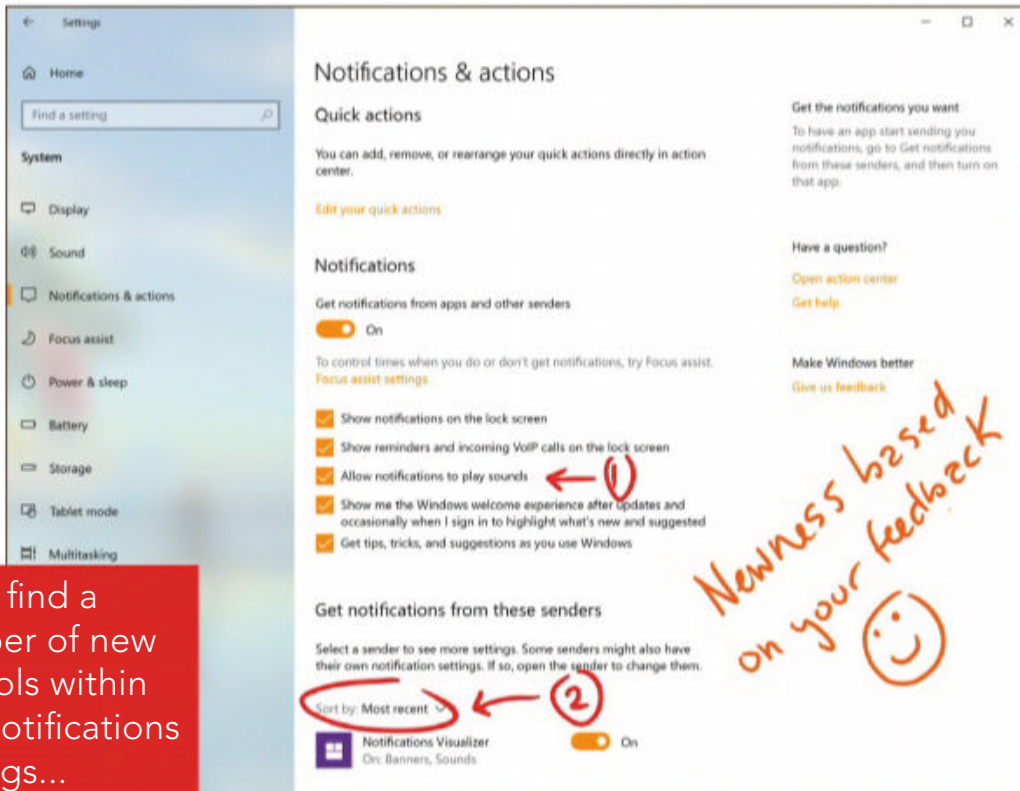 Settings
Home
Find a setting
System
Display
Sound
Notifications & actions
Focus assist
Power & sleep
Battery
Storage
Tablet mode
Multitasking
find a
ber of new
ols within
otifications
gs...
Notifications & actions
Quick actions
You can add, remove, or rearrange your quick actions directly in action
center.
Edit your quick actions
Notifications
Get notifications from apps and other senders
On
To control times when you do or don't get notifications, try Focus assist.
Focus assist settings
Show notifications on the lock screen
Show reminders and incoming VoIP calls on the lock screen
Allow notifications to play sounds
1
Show me the Windows welcome experience after updates and
occasionally when I sign in to highlight what's new and suggested
Get tips, tricks, and suggestions as you use Windows
Get notifications from these senders
Select a sender to see more settings. Some senders might also have
their own notification settings. If so, open the sender to change them.
Sort by: Most recent
2
Notifications Visualizer
On: Banners, Sounds
On
Get the notifications you want
To have an app start sending you
notifications, go to Get notifications
from these senders, and then turn on
that app.
Have a question?
Open action center
Get help
Make Windows better
Give us feedback
Newness based
on your feedback